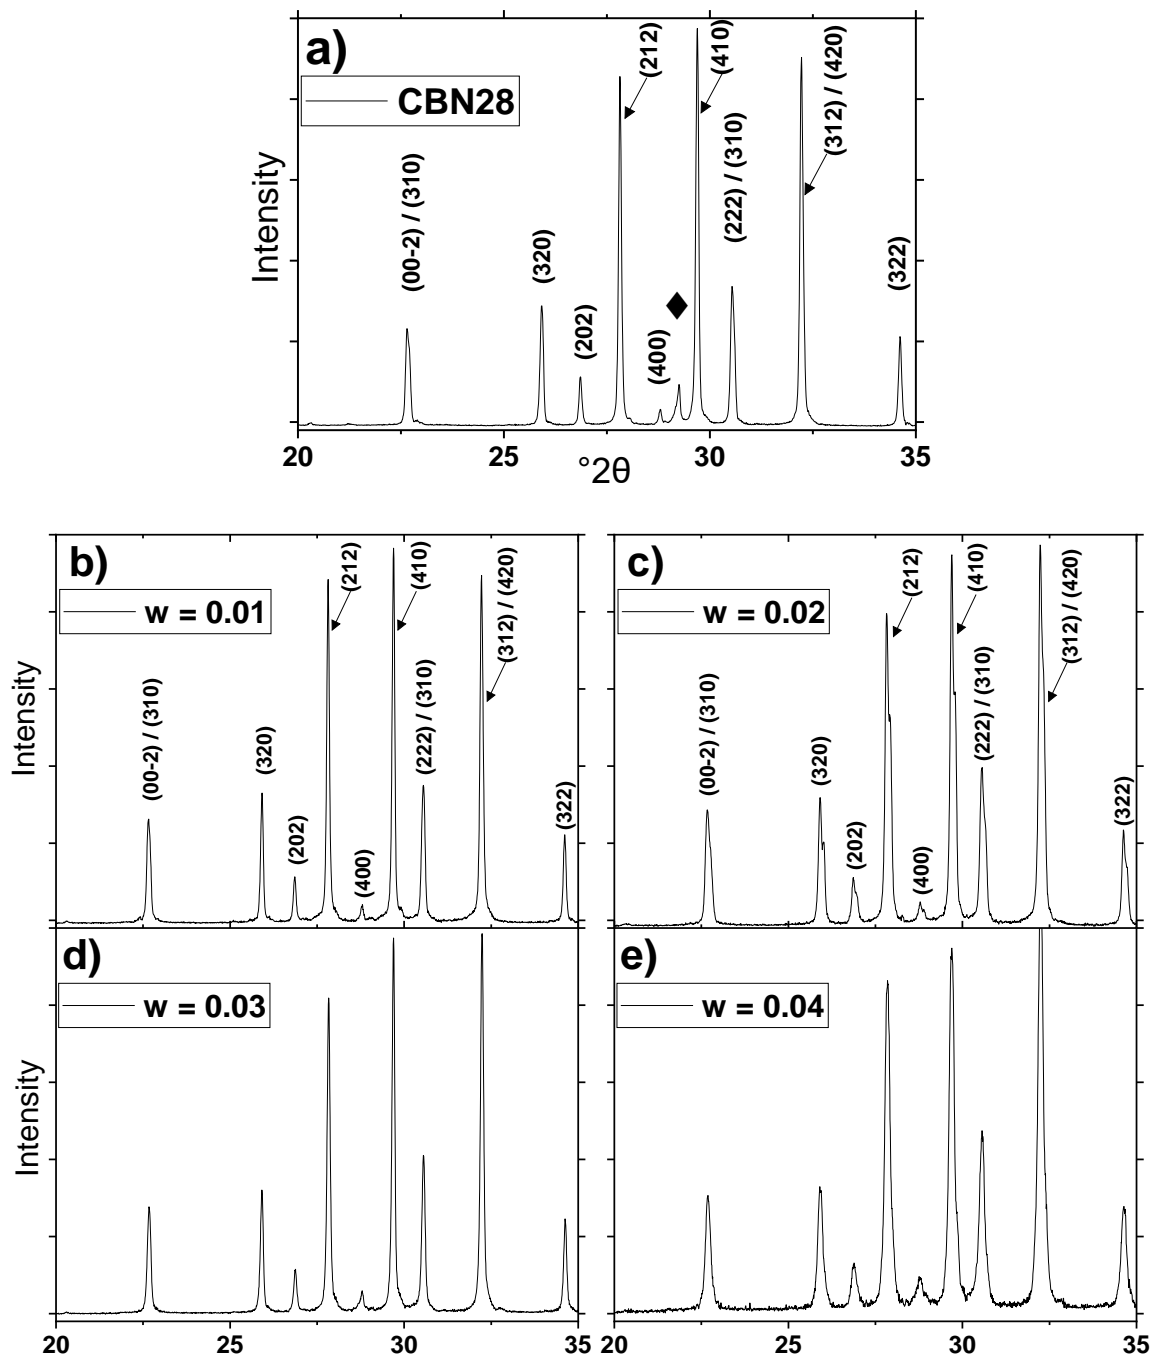 a)
CBN28
Intensity
(00-2) / (310)
(320)
(202)
(212)
(400)
(410)
(222) / (310)
(312) / (420)
(322)
20
25
30
35
°2θ
b)
w = 0.01
Intensity
(00-2) / (310)
(320)
(202)
(212)
(400)
(410)
(222) / (310)
(312) / (420)
(322)
c)
w = 0.02
(00-2) / (310)
(320)
(202)
(212)
(400)
(410)
(222) / (310)
(312) / (420)
(322)
d)
w = 0.03
Intensity
20
25
30
35
e)
w = 0.04
20
25
30
35